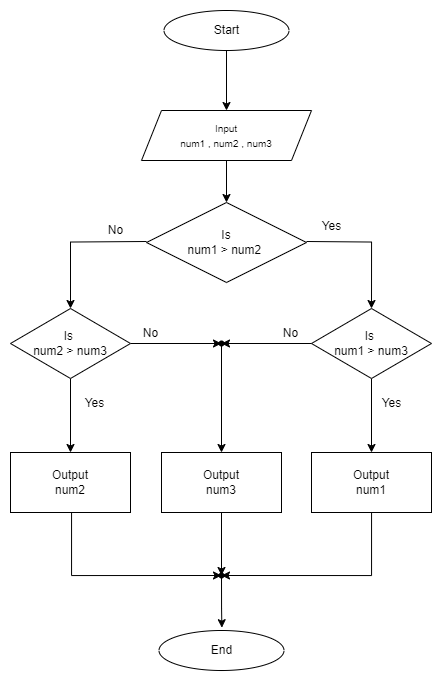 Start
Input
num1 , num2 , num3
No
Is
num1 > num2
Yes
Is
num2 > num3
No
No
Is
num1 > num3
Yes
Yes
Output
num2
Output
num3
Output
num1
End